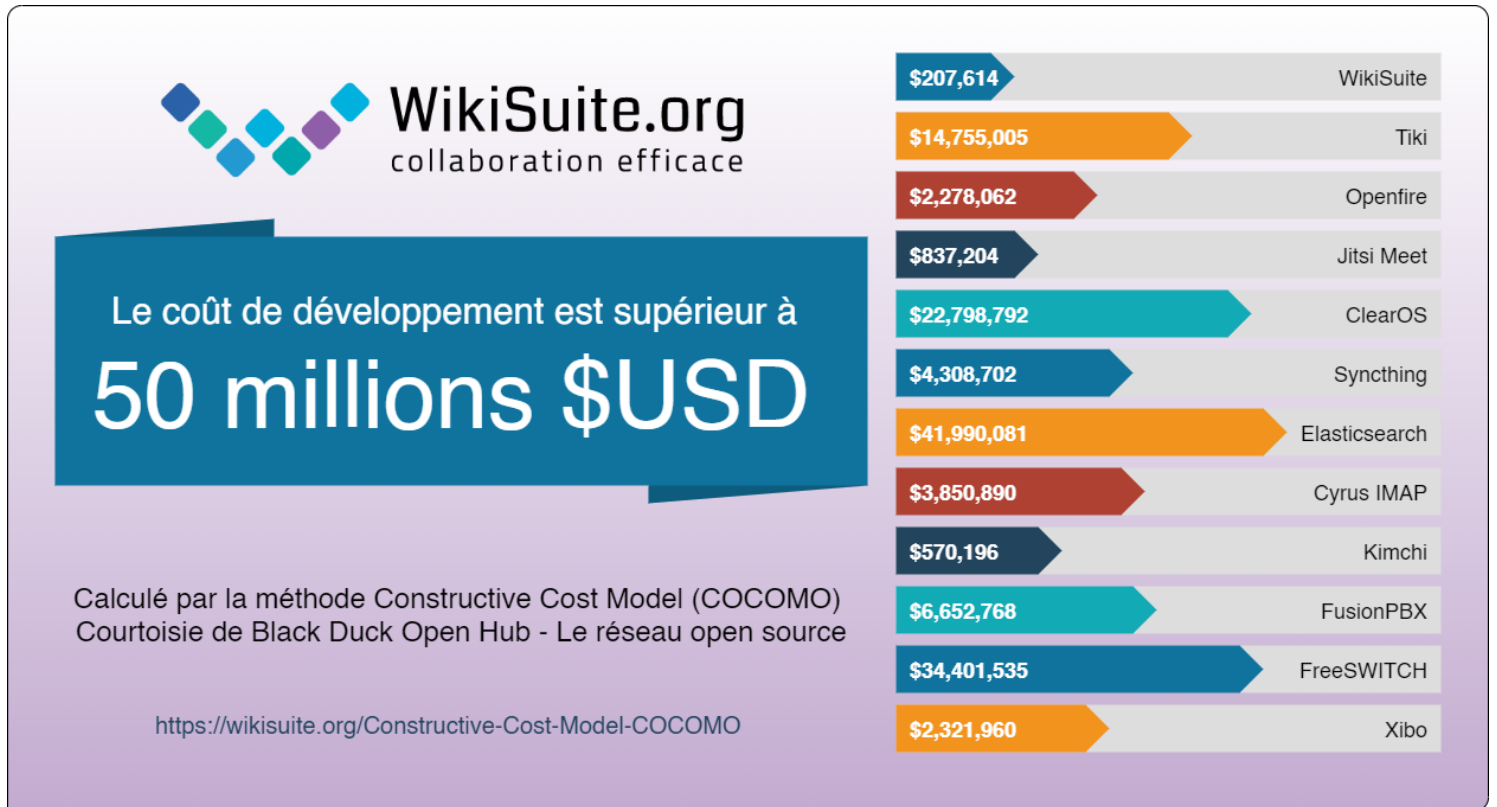 WikiSuite.org
collaboration efficace
Le coût de développement est supérieur à
50 millions $USD
Calculé par la méthode Constructive Cost Model (COCOMO)
Courtoisie de Black Duck Open Hub - Le réseau open source
https://wikisuite.org/Constructive-Cost-Model-COCOMO
$207,614 WikiSuite
$14,755,005 Tiki
$2,278,062 Openfire
$837,204 Jitsi Meet
$22,798,792 ClearOS
$4,308,702 Syncthing
$41,990,081 Elasticsearch
$3,850,890 Cyrus IMAP
$570,196 Kimchi
$6,652,768 FusionPBX
$34,401,535 FreeSWITCH
$2,321,960 Xibo